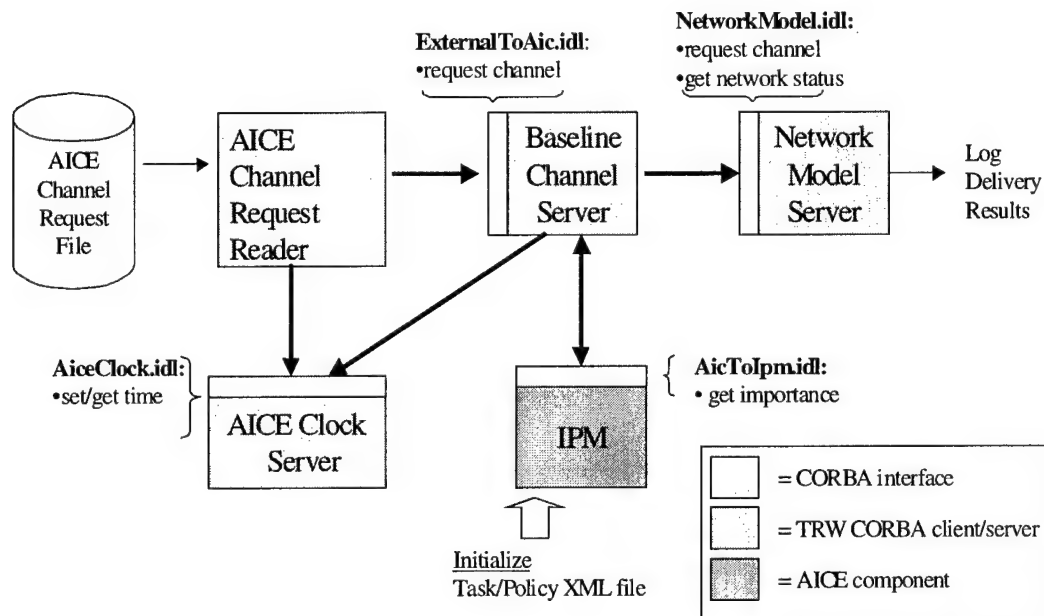 NetworkModel.idl:
•request channel
•get network status
ExternalToAic.idl:
•request channel
AICE
Channel
Request
File
AICE
Channel
Request
Reader
Baseline
Channel
Server
Network
Model
Server
Log
Delivery
Results
AiceClock.idl:
•set/get time
AICE Clock
Server
IPM
AicToIpm.idl:
• get importance
Initialize
Task/Policy XML file
= CORBA interface
= TRW CORBA client/server
= AICE component